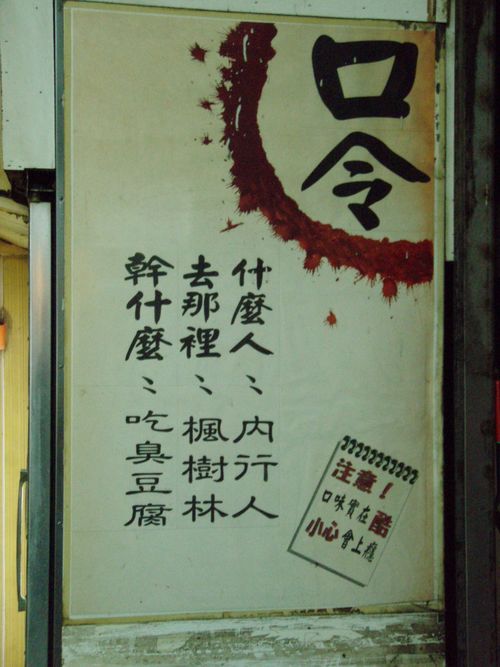 口令
什麼人：內行人
去那裡：楓樹林
幹什麼：吃臭豆腐
注意！
口味實在酷
小心會上癮